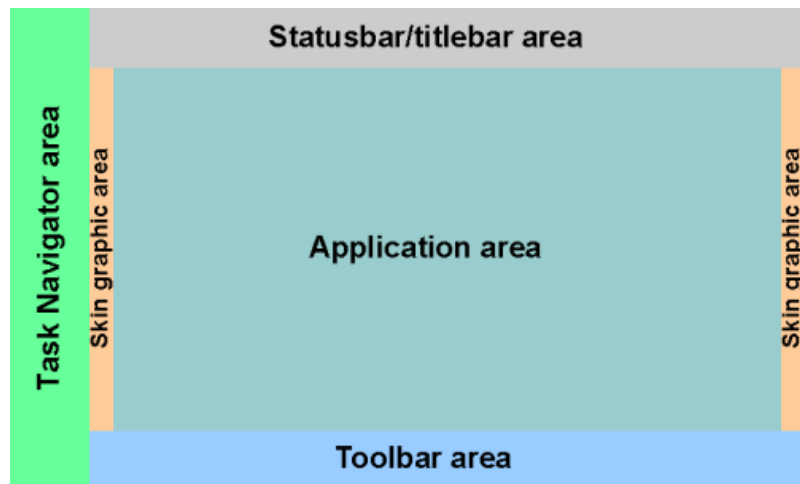 Statusbar/titlebar area
Task Navigator area
Skin graphic area
Application area
Skin graphic area
Toolbar area